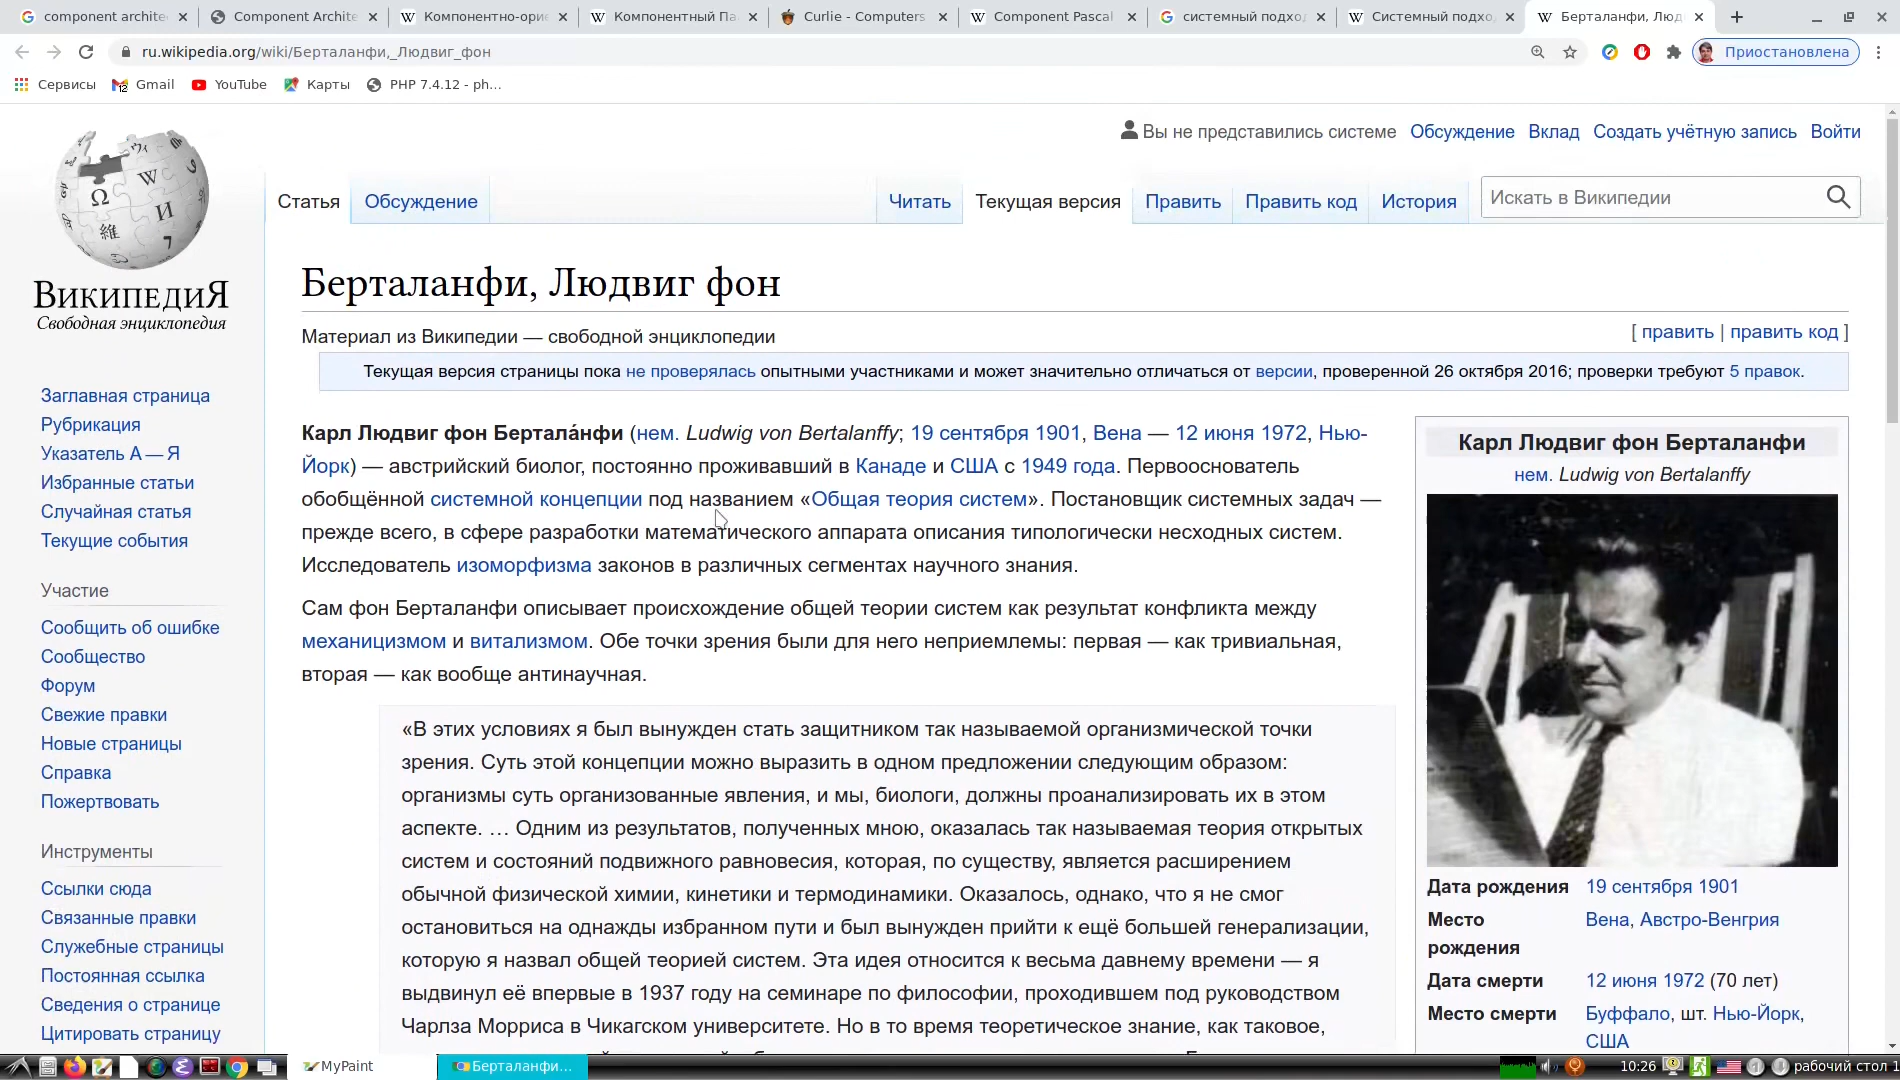 component archite
Component Archite
Компонентно-орие
Компонентный Па
Curlie - Computers
Component Pascal
системный подхо
Системный подхо
Берталанфи, Люд
ru.wikipedia.org/wiki/Берталанфи,_Людвиг_фон
Приостановлена
Сервисы
Gmail
YouTube
Карты
PHP 7.4.12 - ph...
Вы не представились системе Обсуждение Вклад Создать учётную запись Войти
Статья Обсуждение Читать Текущая версия Править Править код История Искать в Википедии
ВикипедиЯ
Свободная энциклопедия
Заглавная страница
Рубрикация
Указатель А — Я
Избранные статьи
Случайная статья
Текущие события
Участие
Сообщить об ошибке
Сообщество
Форум
Свежие правки
Новые страницы
Справка
Пожертвовать
Инструменты
Ссылки сюда
Связанные правки
Служебные страницы
Постоянная ссылка
Сведения о странице
Цитировать страницу
Берталанфи, Людвиг фон
Материал из Википедии — свободной энциклопедии
[ править | править код ]
Текущая версия страницы пока не проверялась опытными участниками и может значительно отличаться от версии, проверенной 26 октября 2016; проверки требуют 5 правок.
Карл Людвиг фон Бертала́нфи (нем. Ludwig von Bertalanffy; 19 сентября 1901, Вена — 12 июня 1972, Нью-
Йорк) — австрийский биолог, постоянно проживавший в Канаде и США с 1949 года. Первооснователь
обобщённой системной концепции под названием «Общая теория систем». Постановщик системных задач —
прежде всего, в сфере разработки математического аппарата описания типологически несходных систем.
Исследователь изоморфизма законов в различных сегментах научного знания.
Сам фон Берталанфи описывает происхождение общей теории систем как результат конфликта между
механицизмом и витализмом. Обе точки зрения были для него неприемлемы: первая — как тривиальная,
вторая — как вообще антинаучная.
«В этих условиях я был вынужден стать защитником так называемой организмической точки
зрения. Суть этой концепции можно выразить в одном предложении следующим образом:
организмы суть организованные явления, и мы, биологи, должны проанализировать их в этом
аспекте. … Одним из результатов, полученных мною, оказалась так называемая теория открытых
систем и состояний подвижного равновесия, которая, по существу, является расширением
обычной физической химии, кинетики и термодинамики. Оказалось, однако, что я не смог
остановиться на однажды избранном пути и был вынужден прийти к ещё большей генерализации,
которую я назвал общей теорией систем. Эта идея относится к весьма давнему времени — я
выдвинул её впервые в 1937 году на семинаре по философии, проходившем под руководством
Чарлза Морриса в Чикагском университете. Но в то время теоретическое знание, как таковое,
Карл Людвиг фон Берталанфи
нем. Ludwig von Bertalanffy
Дата рождения 19 сентября 1901
Место рождения Вена, Австро-Венгрия
Дата смерти 12 июня 1972 (70 лет)
Место смерти Буффало, шт. Нью-Йорк,
США
MyPaint
Берталанфи...
10:26
рабочий стол 1